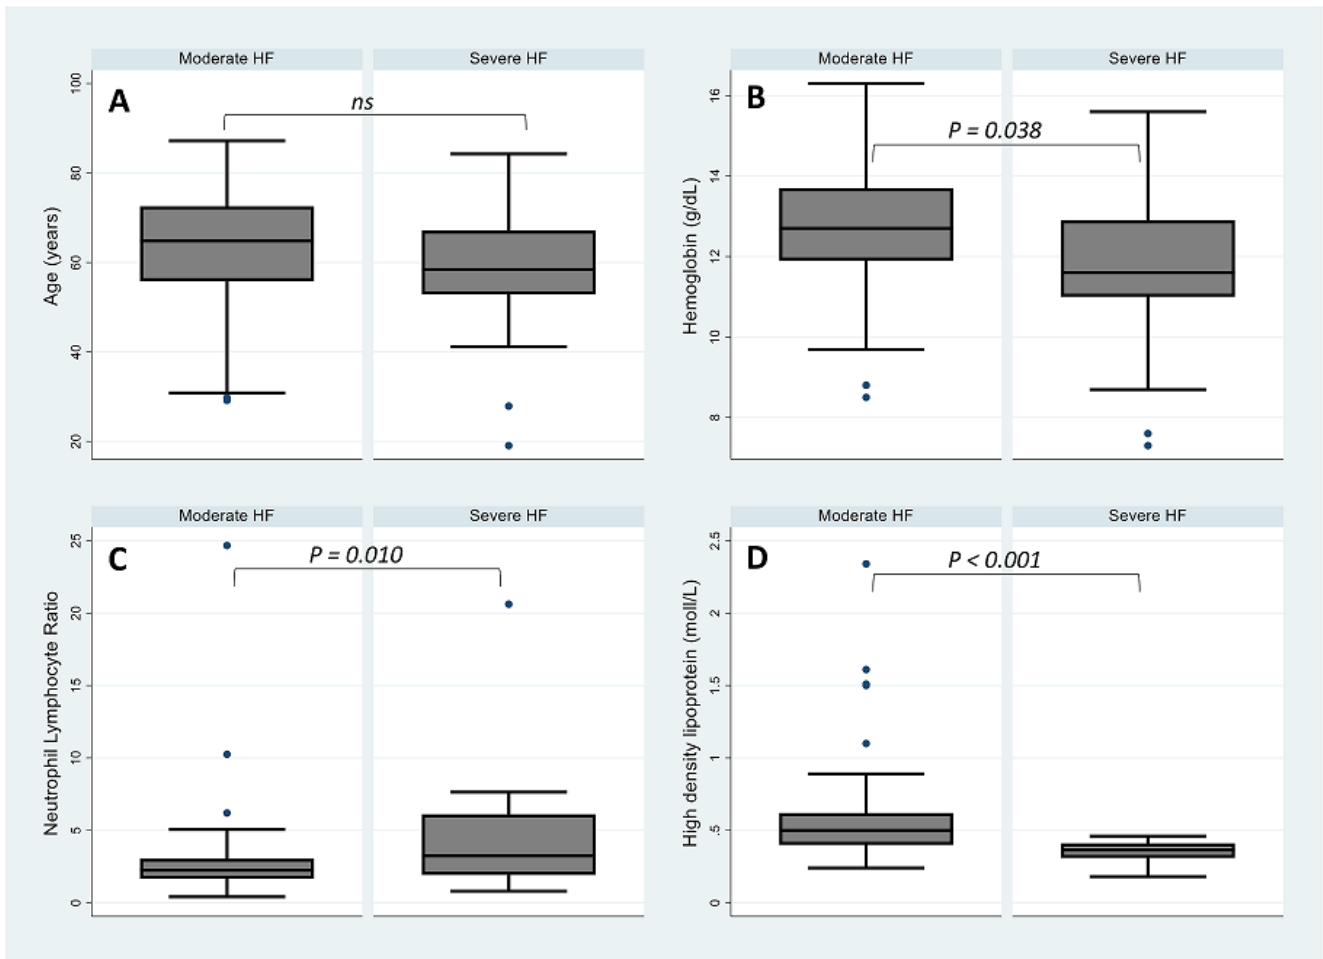 Moderate HF
Severe HF
A
ns
Age (years)
100
80
60
40
20
Moderate HF
Severe HF
B
P = 0.038
Hemoglobin (g/dL)
16
14
12
10
8
Moderate HF
Severe HF
C
P = 0.010
Neutrophil Lymphocyte Ratio
25
20
15
10
5
0
Moderate HF
Severe HF
D
P < 0.001
High density lipoprotein (moll/L)
2.5
2
1.5
1
.5
0